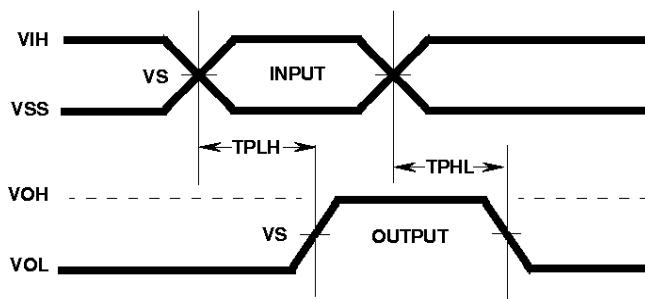 VIH
VS INPUT
VSS
TPLH TPHL
VOH
VS OUTPUT
VOL